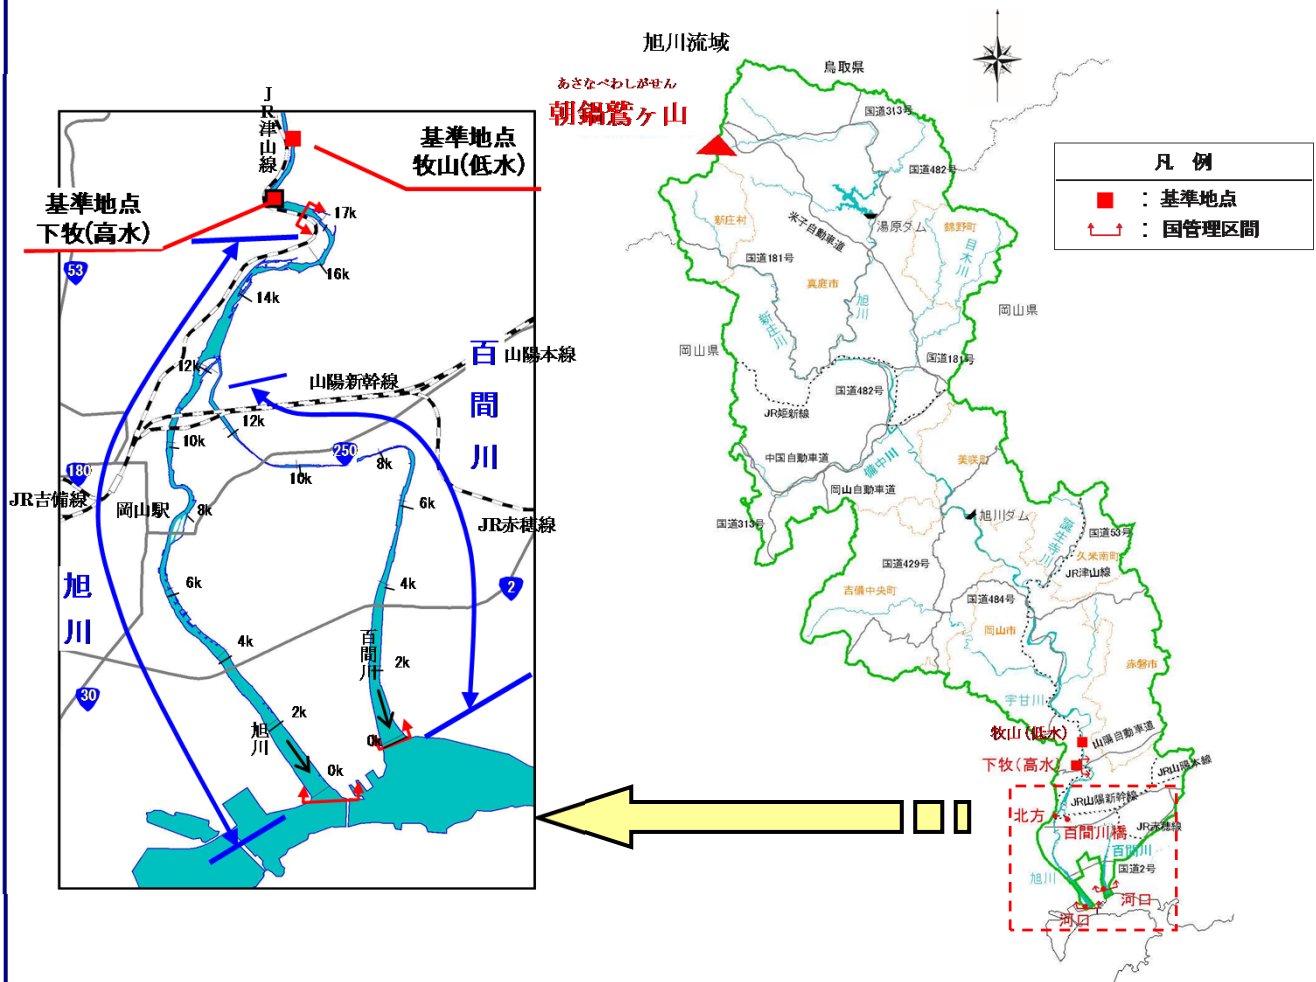 旭川流域
あさなべわしがせん
朝鍋鷲ヶ山
鳥取県
国道313号
国道482号
新庄村
米子自動車道
湯原ダム
鏡野町
目木川
国道181号
真庭市
旭川
新庄川
岡山県
岡山県
国道181号
国道482号
JR姫新線
中国自動車道
備中川
美咲町
岡山自動車道
国道313号
旭川ダム
誕生寺川
国道53号
久米南町
JR津山線
国道429号
吉備中央町
国道484号
岡山市
赤磐市
宇甘川
牧山(低水)
山陽自動車道
下牧(高水)
JR山陽本線
JR山陽新幹線
北方
百間川橋
JR赤穂線
百間川
国道2号
旭川
河口
河口
凡 例
：基準地点
：国管理区間
JR津山線
基準地点
牧山(低水)
基準地点
下牧(高水)
17k
16k
53
14k
百間川
山陽本線
12k
山陽新幹線
12k
10k
250
8k
180
10k
JR吉備線
岡山駅
8k
6k
JR赤穂線
旭川
6k
4k
2
百間川
4k
2k
30
2k
旭川
0k
0k